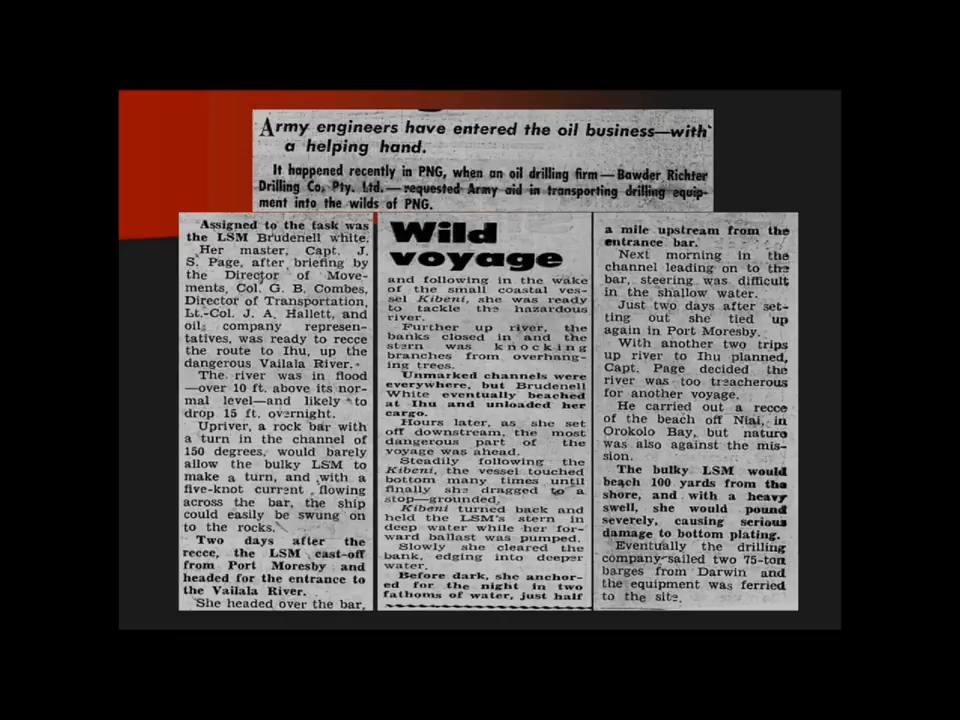 Army engineers have entered the oil business—with
a helping hand.
It happened recently in PNG, when an oil drilling firm—Bawder Richter
Drilling Co. Pty. Ltd.—requested Army aid in transporting drilling equip-
ment into the wilds of PNG.
Assigned to the task was
the LSM Brudenell white.
Her master, Capt. J.
S. Page, after briefing by
the Director of Move-
ments, Col. G. B. Combes,
Director of Transportation,
Lt.-Col. J. A. Hallett, and
oil company represen-
tatives, was ready to recce
the route to Ihu, up the
dangerous Vailala River.
The river was in flood
—over 10 ft. above its nor-
mal level—and likely to
drop 15 ft. overnight.
Upriver, a rock bar with
a turn in the channel of
150 degrees, would barely
allow the bulky LSM to
make a turn, and with a
five-knot current flowing
across the bar, the ship
could easily be swung on
to the rocks.
Two days after the
recce, the LSM cast-off
from Port Moresby and
headed for the entrance to
the Vailala River.
She headed over the bar,
Wild
voyage
and following in the wake
of the small coastal ves-
sel Kibeni, she was ready
to tackle the hazardous
river.
Further up river, the
banks closed in and the
stern was knocking
branches from overhang-
ing trees.
Unmarked channels were
everywhere, but Brudenell
White eventually beached
at Ihu and unloaded her
cargo.
Hours later, as she set
off downstream, the most
dangerous part of the
voyage was ahead.
Steadily following the
Kibeni, the vessel touched
bottom many times until
finally she dragged to a
stop—grounded.
Kibeni turned back and
held the LSM's stern in
deep water while her for-
ward ballast was pumped.
Slowly she cleared the
bank, edging into deeper
water.
Before dark, she anchor-
ed for the night in two
fathoms of water, just half
a mile upstream from the
entrance bar.
Next morning in the
channel leading on to the
bar, steering was difficult
in the shallow water.
Just two days after set-
ting out she tied up
again in Port Moresby.
With another two trips
up river to Ihu planned,
Capt. Page decided the
river was too treacherous
for another voyage.
He carried out a recce
of the beach off Niai, in
Orokolo Bay, but nature
was also against the mis-
sion.
The bulky LSM would
beach 100 yards from the
shore, and with a heavy
swell, she would pound
severely, causing serious
damage to bottom plating.
Eventually the drilling
company sailed two 75-ton
barges from Darwin and
the equipment was ferried
to the site.